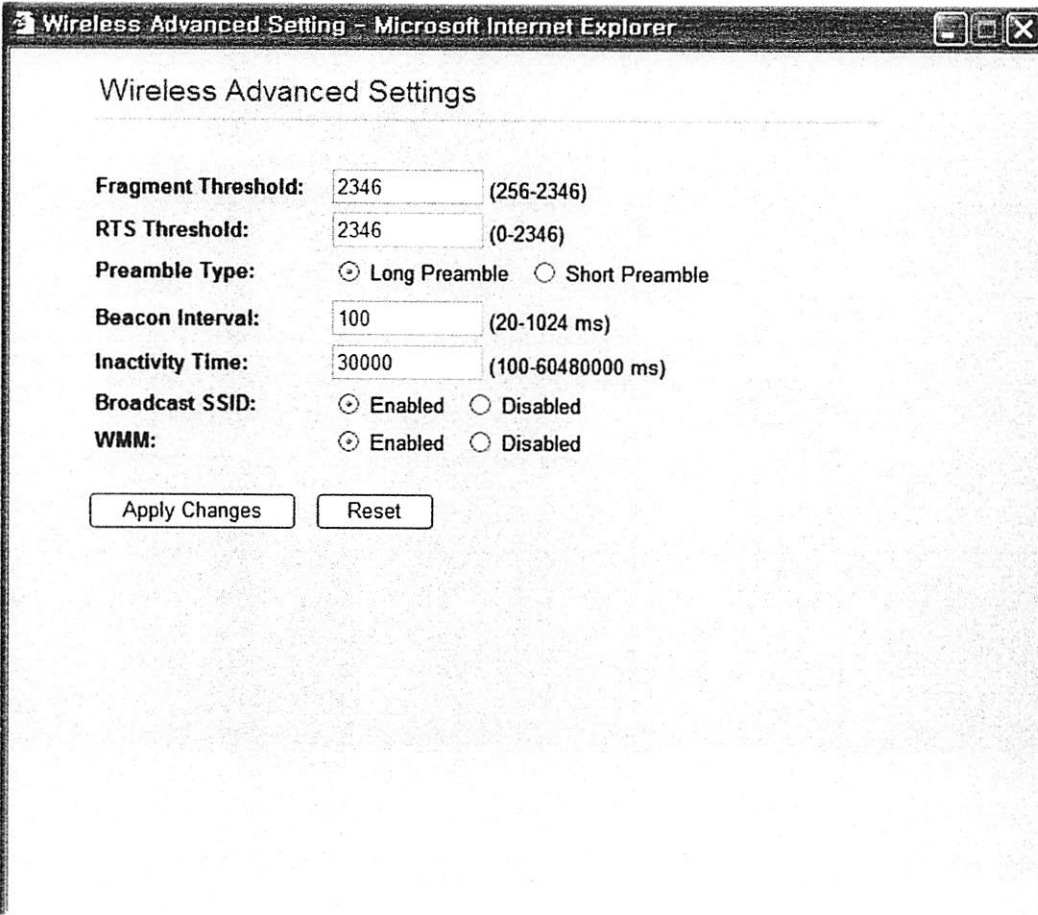 Wireless Advanced Setting - Microsoft Internet Explorer
Wireless Advanced Settings
Fragment Threshold: 2346 (256-2346)
RTS Threshold: 2346 (0-2346)
Preamble Type: Long Preamble Short Preamble
Beacon Interval: 100 (20-1024 ms)
Inactivity Time: 30000 (100-60480000 ms)
Broadcast SSID: Enabled Disabled
WMM: Enabled Disabled
Apply Changes Reset